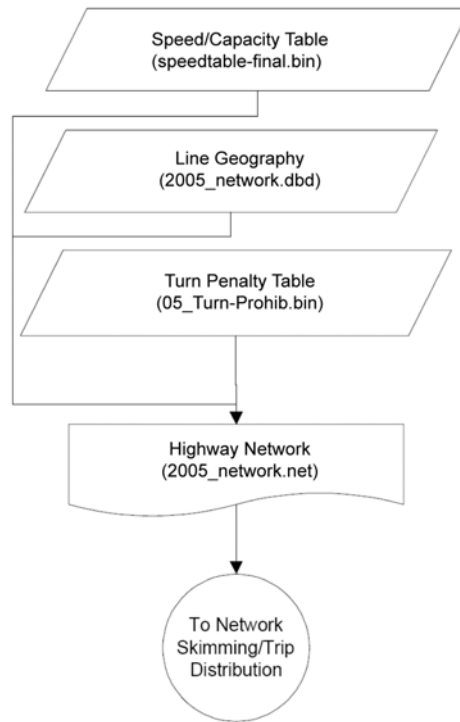 Speed/Capacity Table
(speedtable-final.bin)
Line Geography
(2005_network.dbd)
Turn Penalty Table
(05_Turn-Prohib.bin)
Highway Network
(2005_network.net)
To Network
Skimming/Trip
Distribution